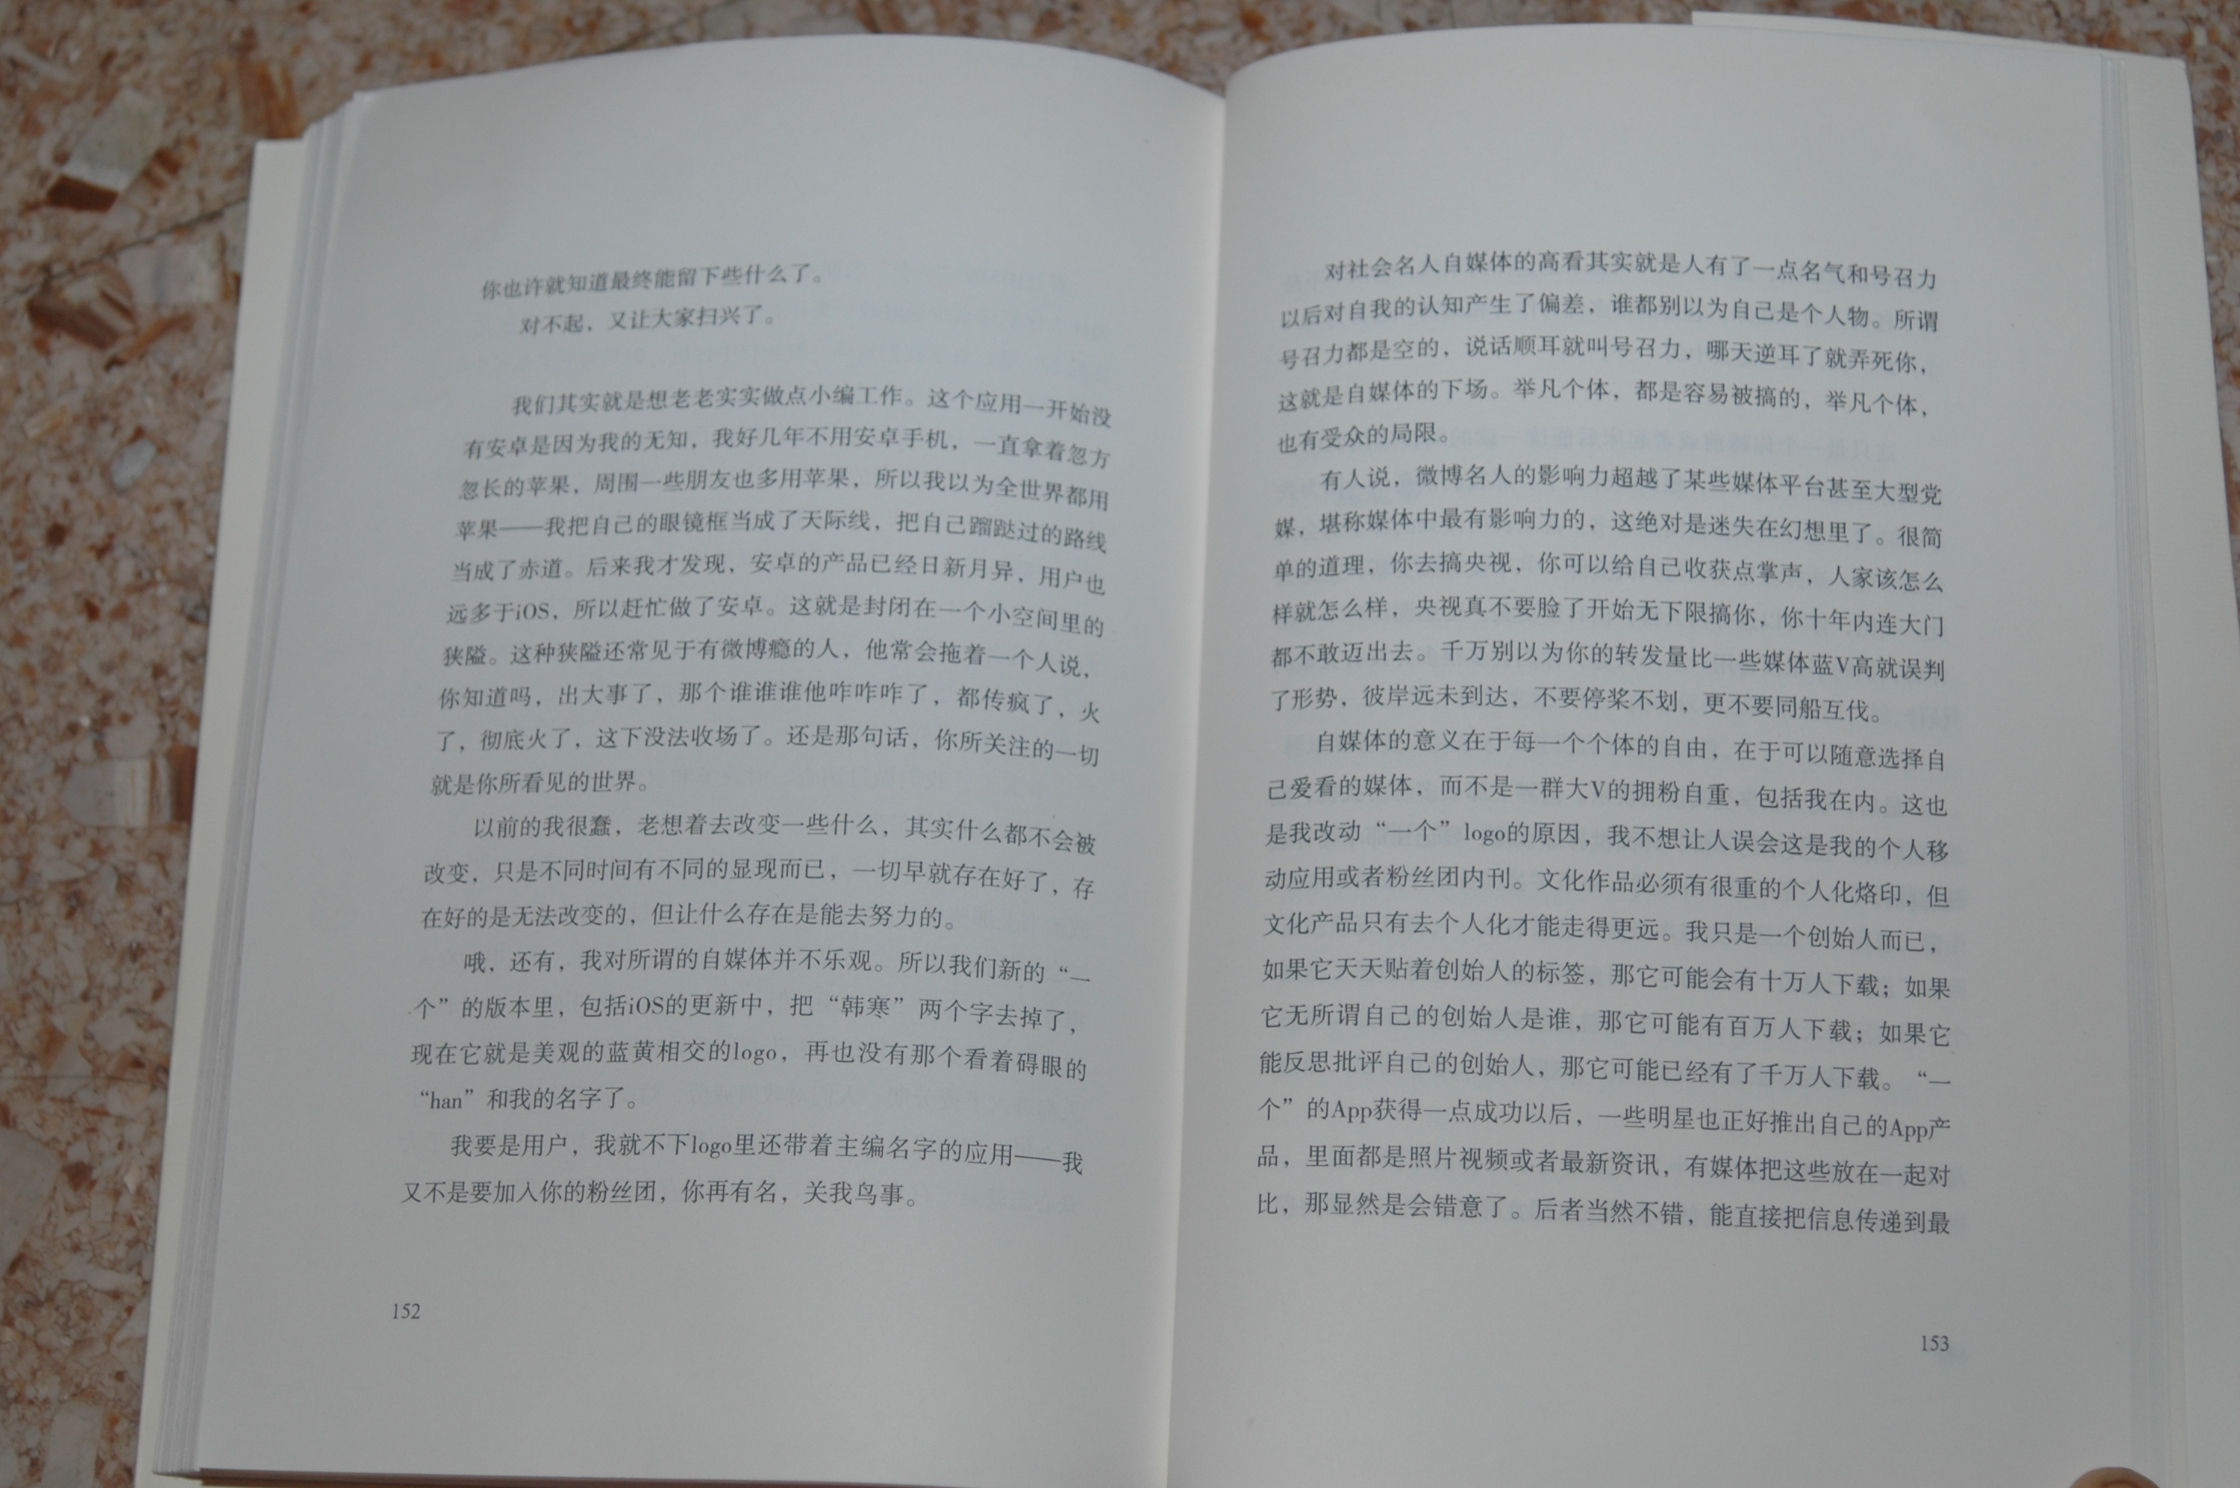 你也许就知道最终能留下些什么了。
对不起，又让大家扫兴了。
我们其实就是想老老实实做点小编工作。这个应用一开始没
有安卓是因为我的无知，我好几年不用安卓手机，一直拿着忽方
忽长的苹果，周围一些朋友也多用苹果，所以我以为全世界都用
苹果——我把自己的眼镜框当成了天际线，把自己蹓跶过的路线
当成了赤道。后来我才发现，安卓的产品已经日新月异，用户也
远多于iOS，所以赶忙做了安卓。这就是封闭在一个小空间里的
狭隘。这种狭隘还常见于有微博瘾的人，他常会拖着一个人说，
你知道吗，出大事了，那个谁谁谁他咋咋咋了，都传疯了，火
了，彻底火了，这下没法收场了。还是那句话，你所关注的一切
就是你所看见的世界。
以前的我很蠢，老想着去改变一些什么，其实什么都不会被
改变，只是不同时间有不同的显现而已，一切早就存在好了，存
在好的是无法改变的，但让什么存在是能去努力的。
哦，还有，我对所谓的自媒体并不乐观。所以我们新的“一
个”的版本里，包括iOS的更新中，把“韩寒”两个字去掉了，
现在它就是美观的蓝黄相交的logo，再也没有那个看着碍眼的
“han”和我的名字了。
我要是用户，我就不下logo里还带着主编名字的应用——我
又不是要加入你的粉丝团，你再有名，关我鸟事。
152
对社会名人自媒体的高看其实就是人有了一点名气和号召力
以后对自我的认知产生了偏差，谁都别以为自己是个人物。所谓
号召力都是空的，说话顺耳就叫号召力，哪天逆耳了就弄死你，
这就是自媒体的下场。举凡个体，都是容易被搞的，举凡个体，
也有受众的局限。
有人说，微博名人的影响力超越了某些媒体平台甚至大型党
媒，堪称媒体中最有影响力的，这绝对是迷失在幻想里了。很简
单的道理，你去搞央视，你可以给自己收获点掌声，人家该怎么
样就怎么样，央视真不要脸了开始无下限搞你，你十年内连大门
都不敢迈出去。千万别以为你的转发量比一些媒体蓝V高就误判
了形势，彼岸远未到达，不要停桨不划，更不要同船互伐。
自媒体的意义在于每一个个体的自由，在于可以随意选择自
己爱看的媒体，而不是一群大V的拥粉自重，包括我在内。这也
是我改动“一个”logo的原因，我不想让人误会这是我的个人移
动应用或者粉丝团内刊。文化作品必须有很重的个人化烙印，但
文化产品只有去个人化才能走得更远。我只是一个创始人而已，
如果它天天贴着创始人的标签，那它可能会有十万人下载；如果
它无所谓自己的创始人是谁，那它可能有百万人下载；如果它
能反思批评自己的创始人，那它可能已经有了千万人下载。“一
个”的App获得一点成功以后，一些明星也正好推出自己的App产
品，里面都是照片视频或者最新资讯，有媒体把这些放在一起对
比，那显然是会错意了。后者当然不错，能直接把信息传递到最
153